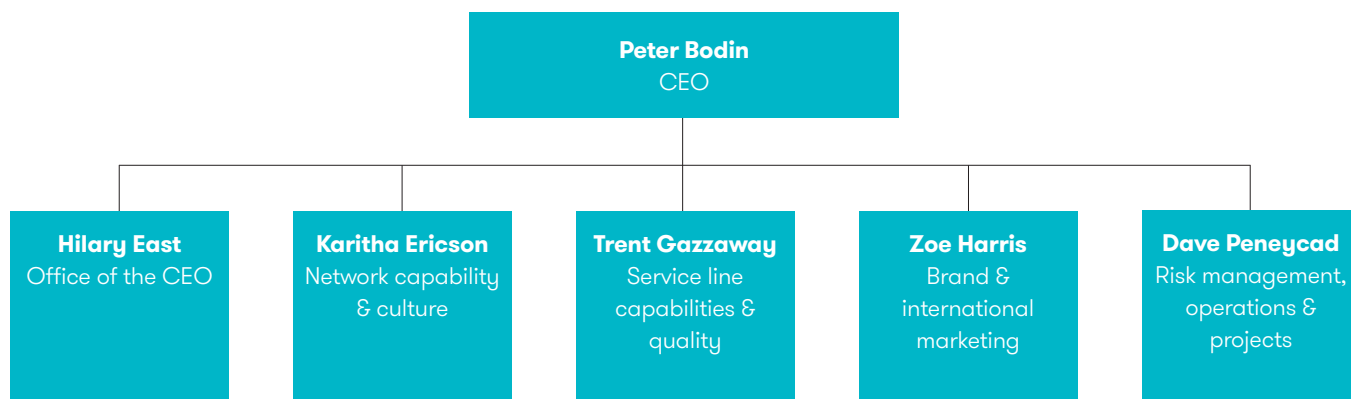 Peter Bodin
CEO
Hilary East
Office of the CEO
Karitha Ericson
Network capability
& culture
Trent Gazzaway
Service line
capabilities &
quality
Zoe Harris
Brand &
international
marketing
Dave Peneycad
Risk management,
operations &
projects